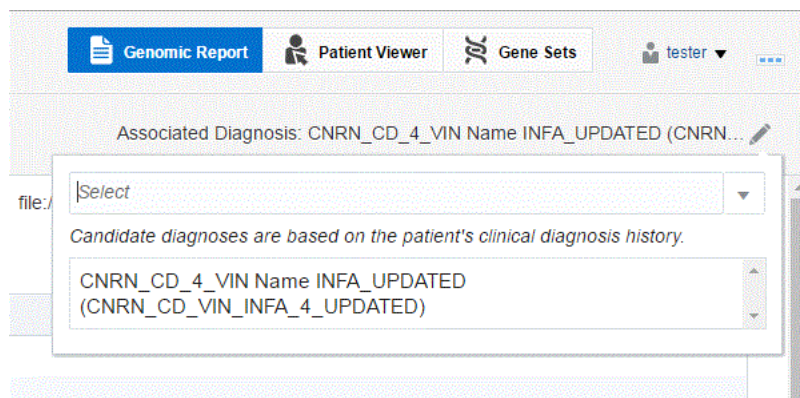 Genomic Report Patient Viewer Gene Sets tester
Associated Diagnosis: CNRN_CD_4_VIN Name INFA_UPDATED (CNRN...
file:/
Select
Candidate diagnoses are based on the patient's clinical diagnosis history.
CNRN_CD_4_VIN Name INFA_UPDATED
(CNRN_CD_VIN_INFA_4_UPDATED)